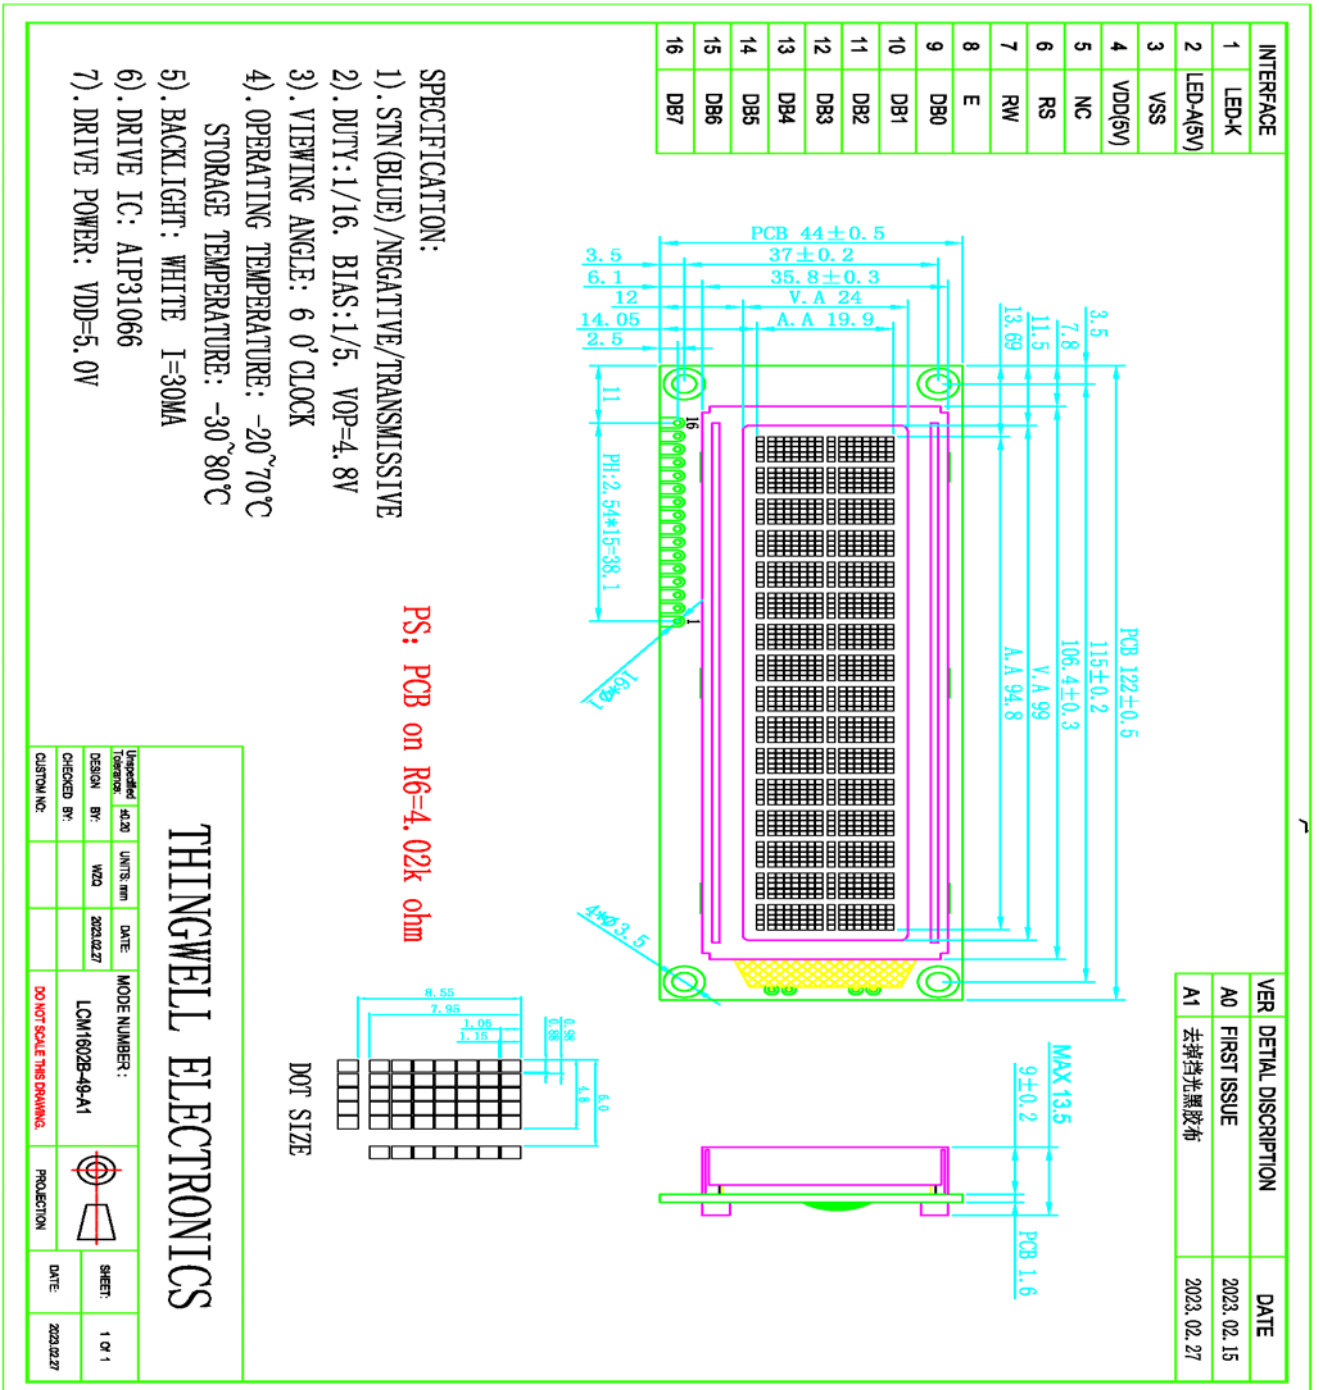 INTERFACE
1 LED-K
2 LED-A(5V)
3 VSS
4 VDD(5V)
5 NC
6 RS
7 RW
8 E
9 DB0
10 DB1
11 DB2
12 DB3
13 DB4
14 DB5
15 DB6
16 DB7
VER DETIAL DISCRIPTION DATE
A0 FIRST ISSUE 2023.02.15
A1 去掉挡光黑胶布 2023.02.27
PCB 122±0.5
115±0.2
106.4±0.3
V.A 99
A.A 94.8
3.5
7.8
11.5
13.69
PCB 44±0.5
37±0.2
35.8±0.3
V.A 24
A.A 19.9
3.5
6.1
12
14.05
2.5
11
16
PH:2.54*15=38.1
1
16*Φ1
4*Φ3.5
MAX 13.5
9±0.2
PCB 1.6
SPECIFICATION:
1).STN(BLUE)/NEGATIVE/TRANSMISSIVE
2).DUTY:1/16. BIAS:1/5. VOP=4.8V
3).VIEWING ANGLE: 6 O'CLOCK
4).OPERATING TEMPERATURE: -20~70℃
STORAGE TEMPERATURE: -30~80℃
5).BACKLIGHT: WHITE I=30MA
6).DRIVE IC: AIP31066
7).DRIVE POWER: VDD=5.0V
PS: PCB on R6=4.02k ohm
6.0
4.8
0.98
0.88
8.55
7.95
1.05
1.15
DOT SIZE
THINGWELL ELECTRONICS
Unspecified Tolerance: ±0.20 UNITS: mm DATE:
DESIGN BY: WZQ 2023.02.27
CHECKED BY:
CUSTOM NO:
MODE NUMBER :
LCM1602B-49-A1
DO NOT SCALE THIS DRAWING.
PROJECTION
SHEET: 1 Of 1
DATE: 2023.02.27